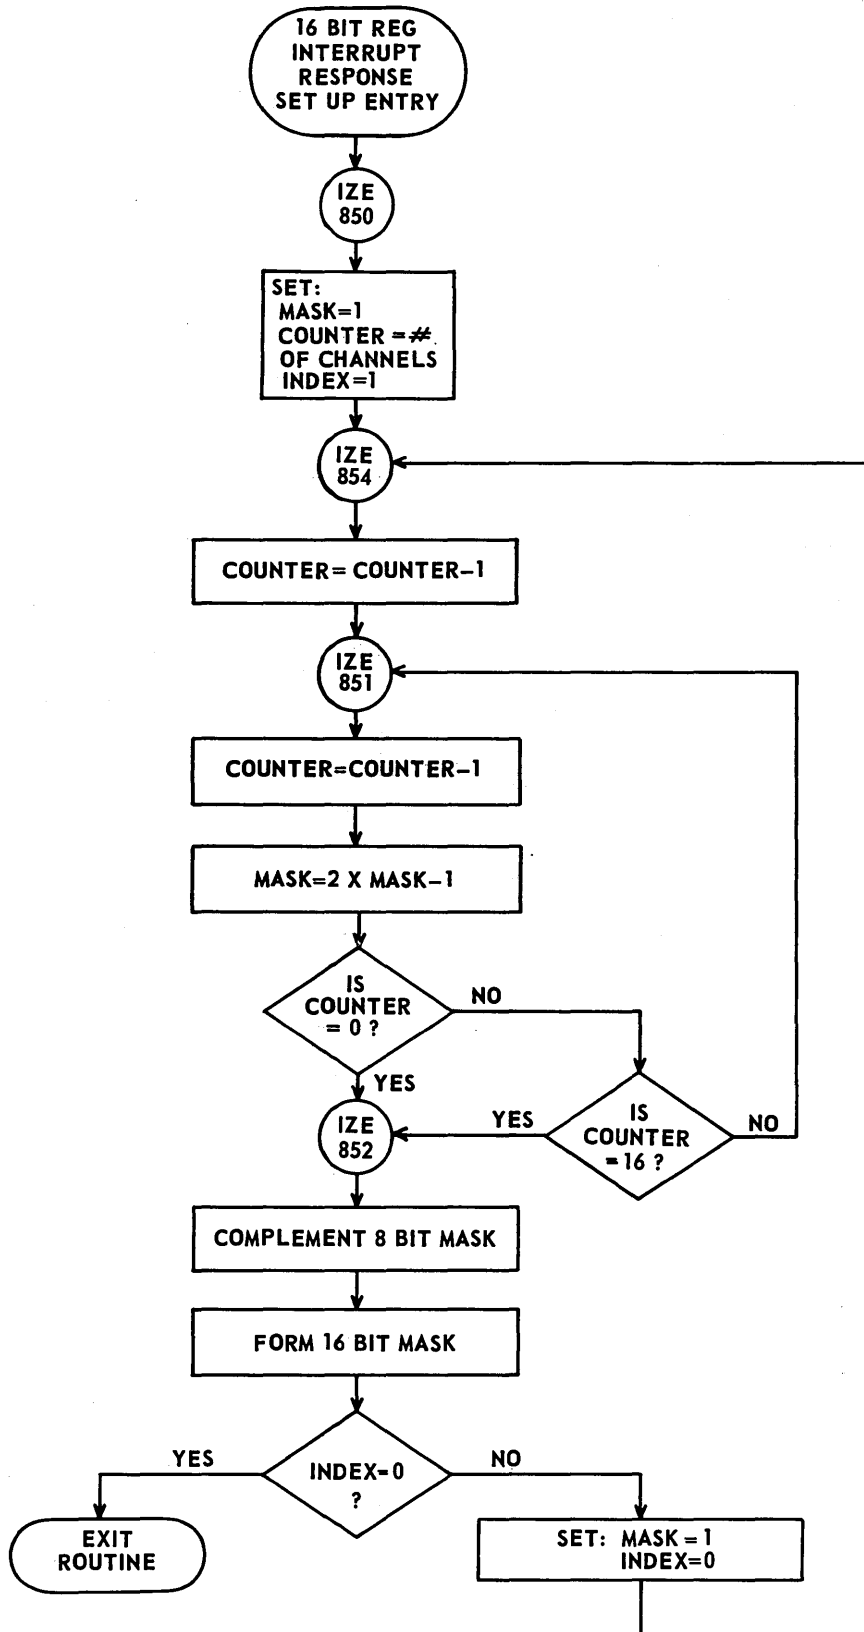 16 BIT REG
INTERRUPT
RESPONSE
SET UP ENTRY
IZE
850
SET:
MASK=1
COUNTER =#
OF CHANNELS
INDEX=1
IZE
854
COUNTER= COUNTER-1
IZE
851
COUNTER=COUNTER-1
MASK=2 X MASK-1
IS
COUNTER
= 0 ?
NO
YES
IZE
852
YES
IS
COUNTER
=16 ?
NO
COMPLEMENT 8 BIT MASK
FORM 16 BIT MASK
YES
INDEX=0
?
NO
EXIT
ROUTINE
SET: MASK=1
INDEX=0